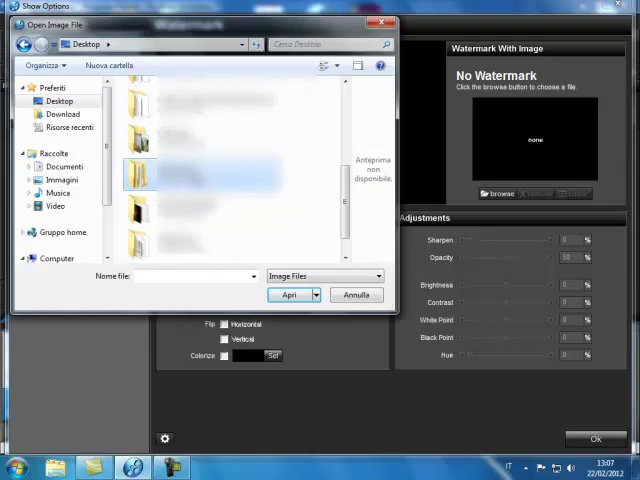 Show Options
Open Image File
Watermark
Desktop
Cerca Desktop
Organizza
Nuova cartella
Preferiti
Desktop
Download
Risorse recenti
Raccolte
Documenti
Immagini
Musica
Video
Gruppo home
Computer
Anteprima
non
disponibile.
Nome file:
Image Files
Apri
Annulla
Watermark With Image
No Watermark
Click the browse button to choose a file.
none
browse
Adjustments
Sharpen 0 %
Opacity 50 %
Brightness 0 %
Contrast 0 %
White Point 0 %
Black Point 0 %
Hue 0 %
Flip Horizontal
Vertical
Colorize Set
Ok
IT
13:07
22/02/2012